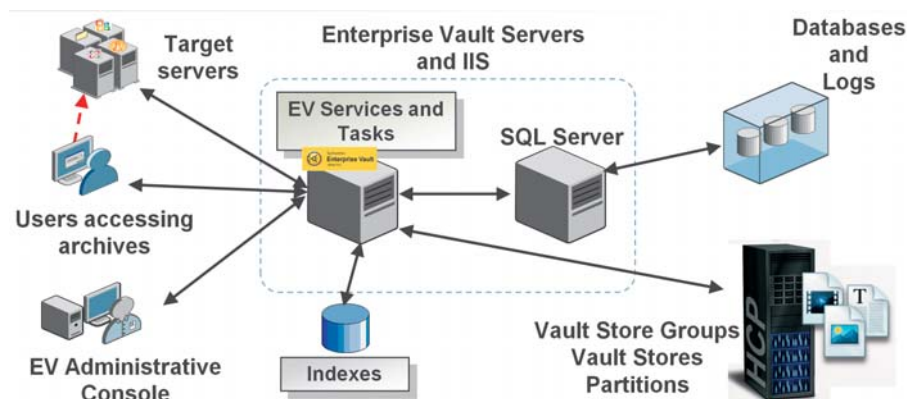 Target
servers
Enterprise Vault Servers
and IIS
Databases
and
Logs
EV Services and
Tasks
Enterprise Vault
SQL Server
Users accessing
archives
EV Administrative
Console
Indexes
Vault Store Groups
Vault Stores
Partitions
HCP
T